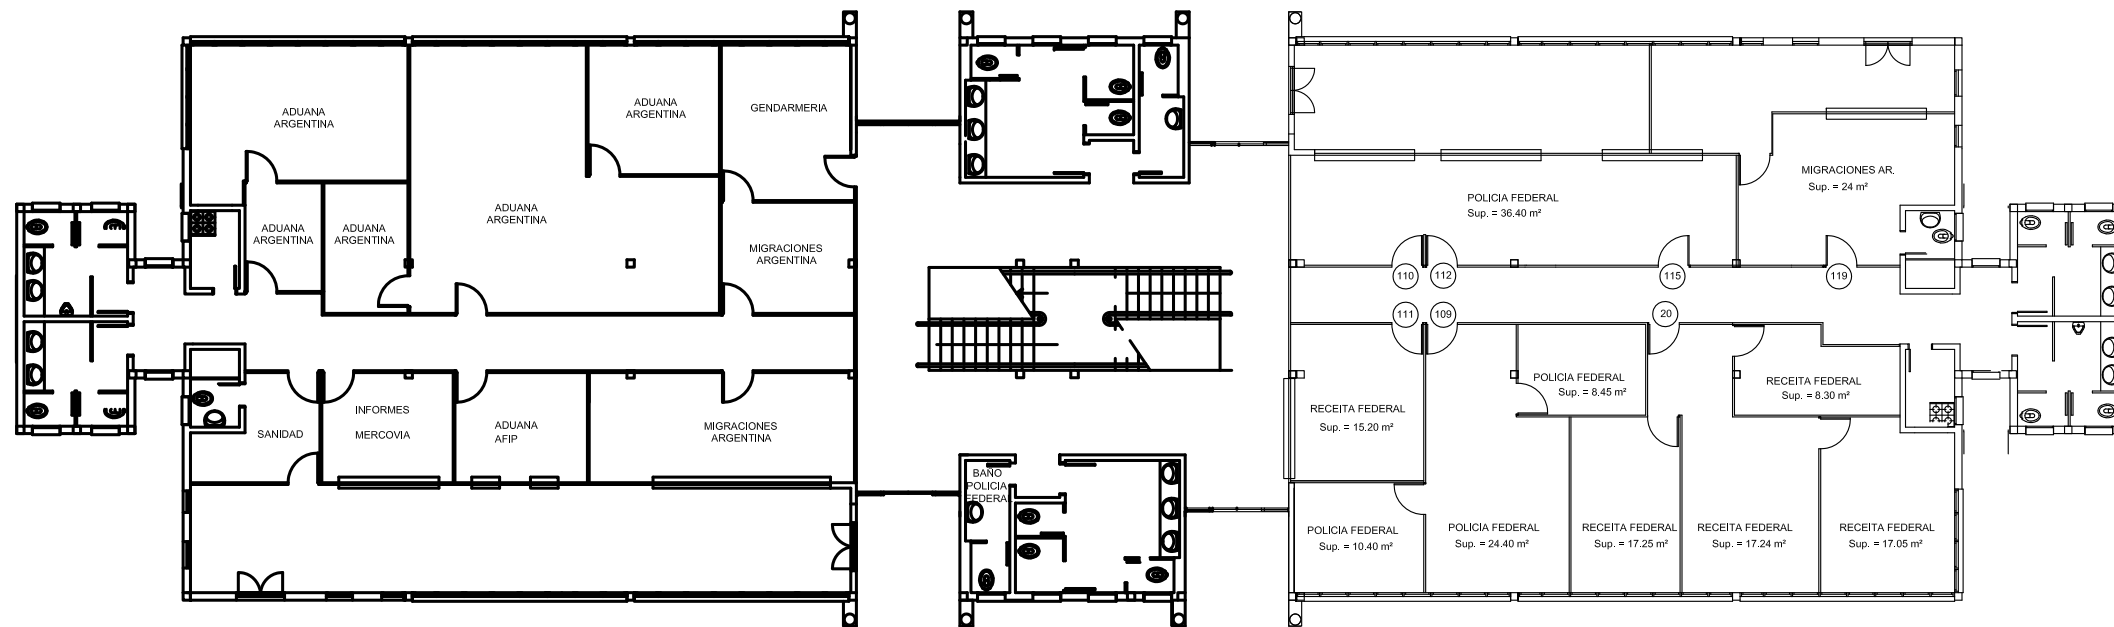 ADUANA
ARGENTINA
ADUANA
ARGENTINA
GENDARMERIA
ADUANA
ARGENTINA
ADUANA
ARGENTINA
ADUANA
ARGENTINA
MIGRACIONES
ARGENTINA
SANIDAD
INFORMES
MERCOVIA
ADUANA
AFIP
MIGRACIONES
ARGENTINA
BAÑO
POLICIA
FEDERAL
MIGRACIONES AR.
Sup. = 24 m²
POLICIA FEDERAL
Sup. = 36.40 m²
110
112
115
119
111
109
20
RECEITA FEDERAL
Sup. = 15.20 m²
POLICIA FEDERAL
Sup. = 8.45 m²
RECEITA FEDERAL
Sup. = 8.30 m²
POLICIA FEDERAL
Sup. = 10.40 m²
POLICIA FEDERAL
Sup. = 24.40 m²
RECEITA FEDERAL
Sup. = 17.25 m²
RECEITA FEDERAL
Sup. = 17.24 m²
RECEITA FEDERAL
Sup. = 17.05 m²